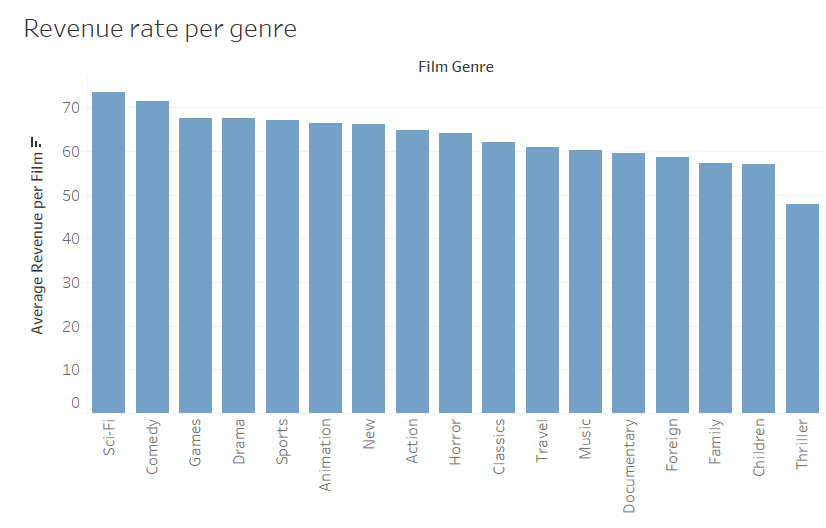 Revenue rate per genre
Film Genre
Average Revenue per Film
70
60
50
40
30
20
10
0
Sci-Fi
Comedy
Games
Drama
Sports
Animation
New
Action
Horror
Classics
Travel
Music
Documentary
Foreign
Family
Children
Thriller